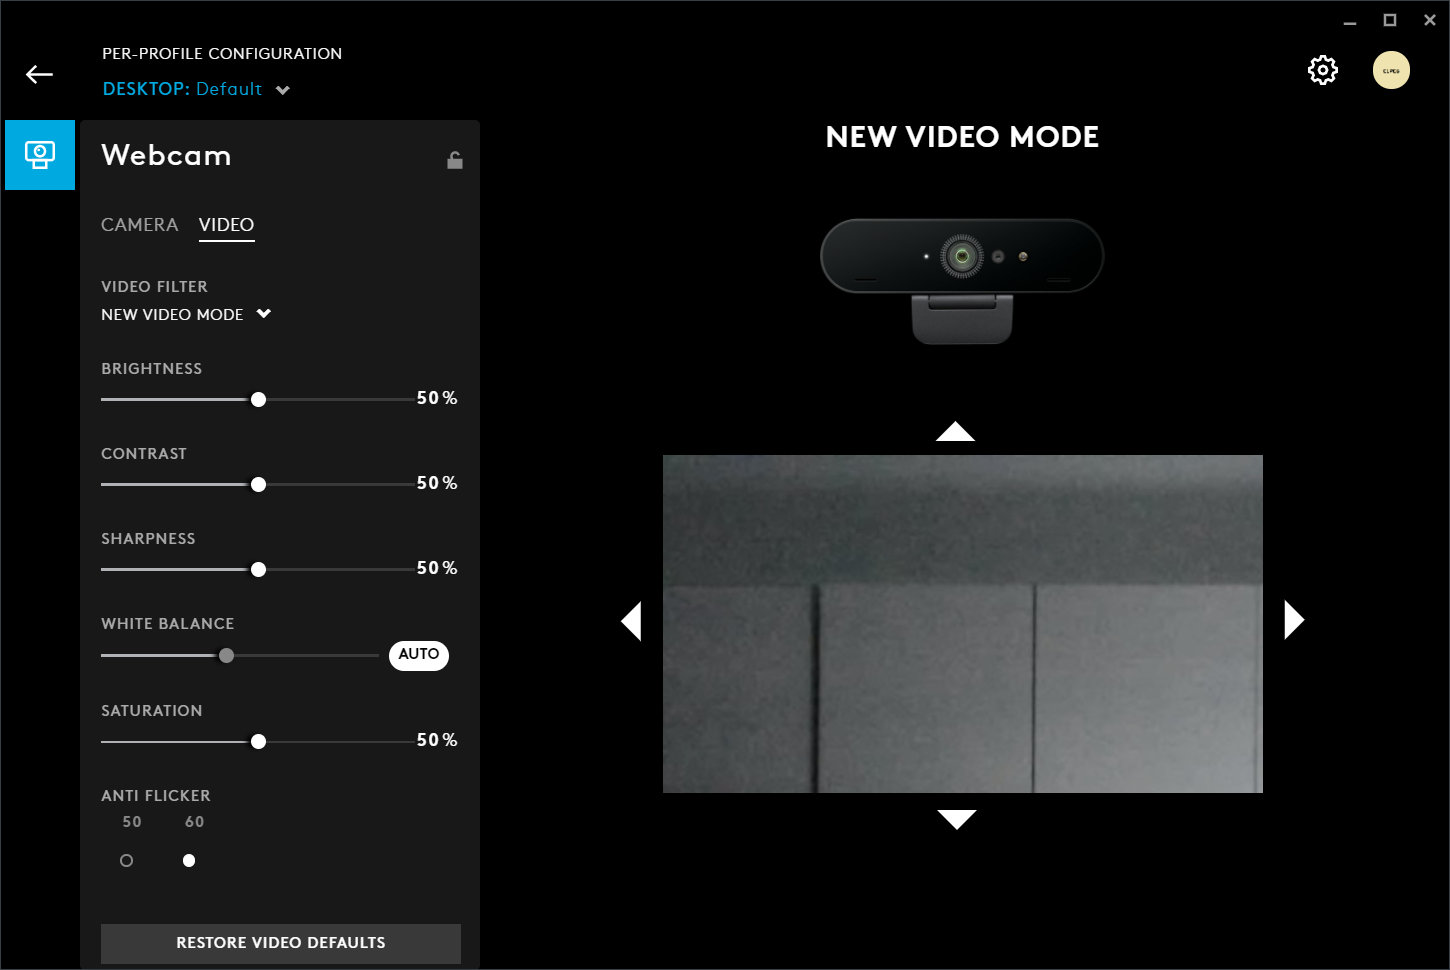 PER-PROFILE CONFIGURATION
DESKTOP: Default
Webcam
CAMERA VIDEO
VIDEO FILTER
NEW VIDEO MODE
BRIGHTNESS
50 %
CONTRAST
50 %
SHARPNESS
50 %
WHITE BALANCE
AUTO
SATURATION
50 %
ANTI FLICKER
50 60
RESTORE VIDEO DEFAULTS
NEW VIDEO MODE